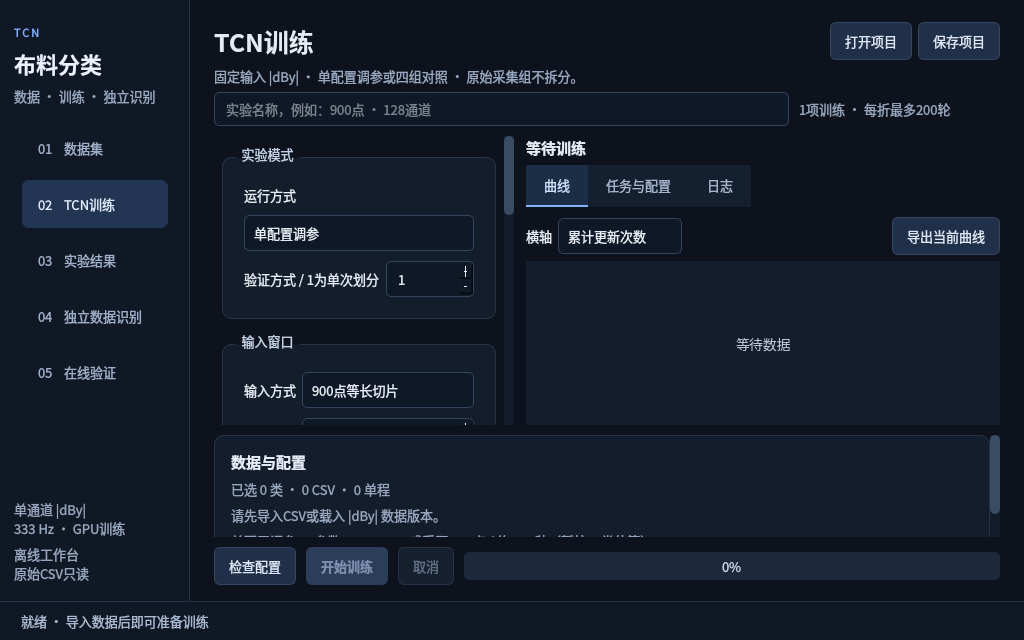 TCN
布料分类
数据 · 训练 · 独立识别
01 数据集
02 TCN训练
03 实验结果
04 独立数据识别
05 在线验证
单通道 |dBy|
333 Hz · GPU训练
离线工作台
原始CSV只读
TCN训练
打开项目
保存项目
固定输入 |dBy| · 单配置调参或四组对照 · 原始采集组不拆分。
实验名称，例如：900点 · 128通道
1项训练 · 每折最多200轮
实验模式
运行方式
单配置调参
验证方式 / 1为单次划分
1
输入窗口
输入方式
900点等长切片
等待训练
曲线
任务与配置
日志
横轴
累计更新次数
导出当前曲线
等待数据
数据与配置
已选 0 类 · 0 CSV · 0 单程
请先导入CSV或载入 |dBy| 数据版本。
检查配置
开始训练
取消
0%
就绪 · 导入数据后即可准备训练